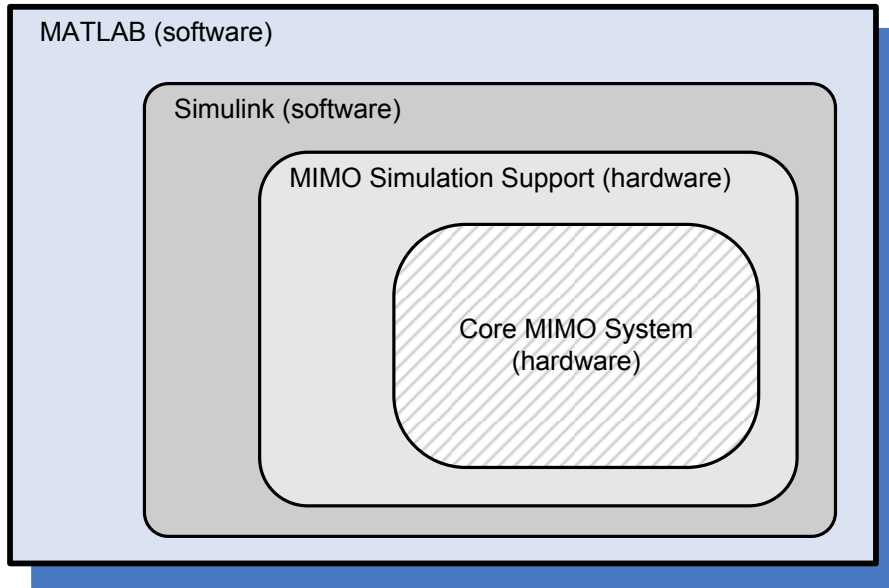 MATLAB (software)
Simulink (software)
MIMO Simulation Support (hardware)
Core MIMO System
(hardware)